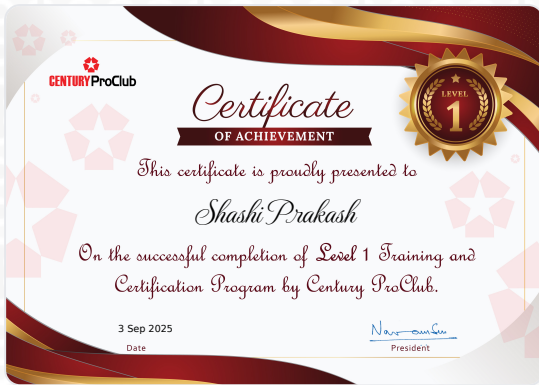 CENTURY ProClub
Certificate
OF ACHIEVEMENT
LEVEL
1
This certificate is proudly presented to
Shashi Prakash
On the successful completion of Level 1 Training and
Certification Program by Century ProClub.
3 Sep 2025
Date
President